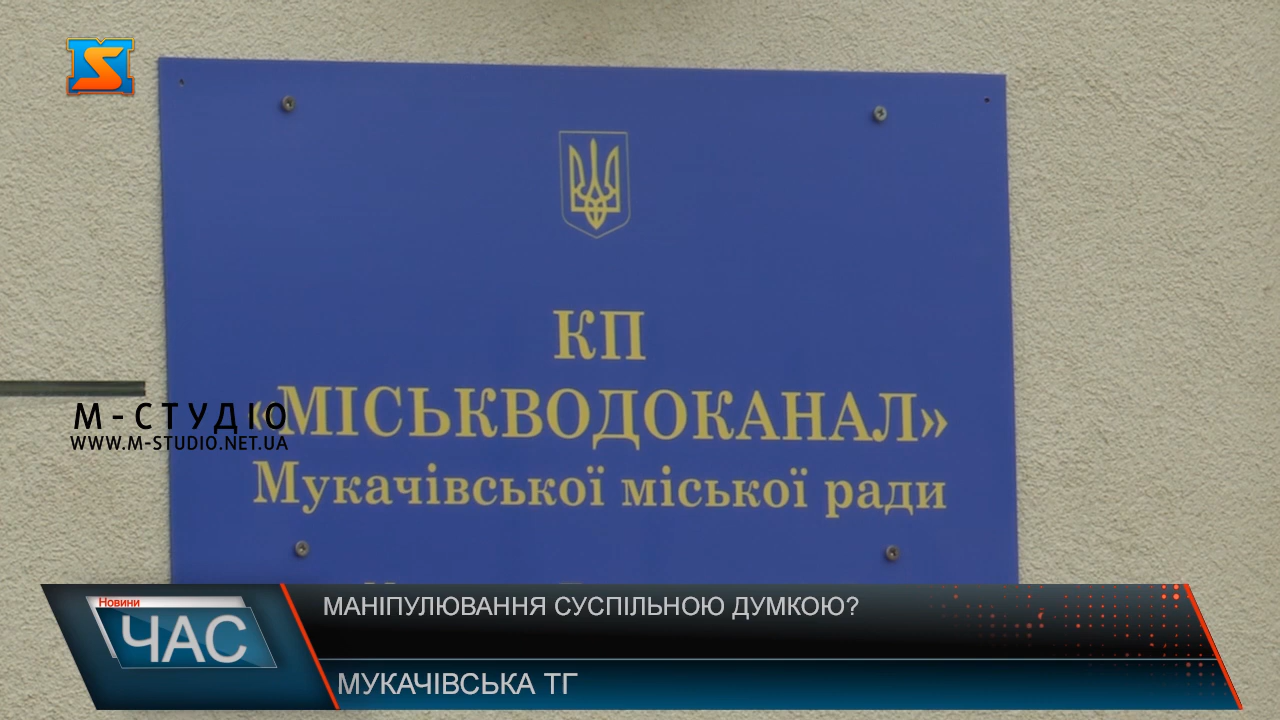 КП
«МІСЬКВОДОКАНАЛ»
Мукачівської міської ради
М-СТУДІО
WWW.M-STUDIO.NET.UA
Новини
ЧАС
МАНІПУЛЮВАННЯ СУСПІЛЬНОЮ ДУМКОЮ?
МУКАЧІВСЬКА ТГ